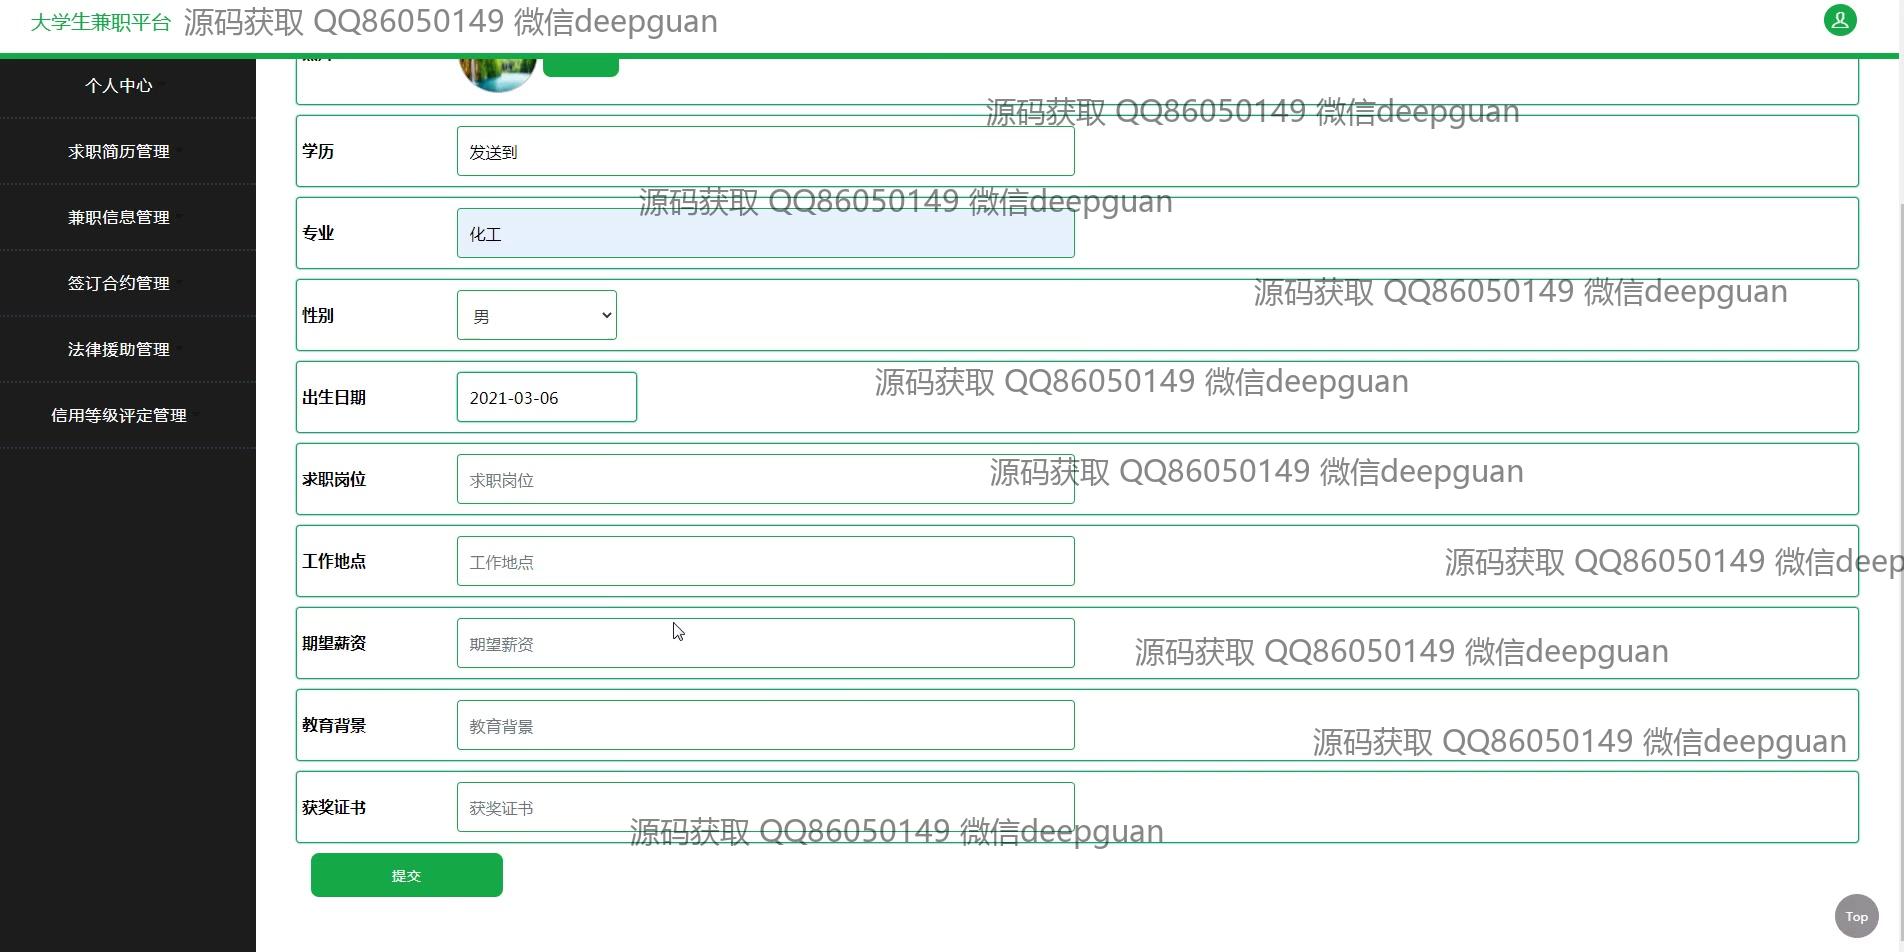 大学生兼职平台 源码获取 QQ86050149 微信deepguan
个人中心
求职简历管理
兼职信息管理
签订合约管理
法律援助管理
信用等级评定管理
源码获取 QQ86050149 微信deepguan
学历 发送到
源码获取 QQ86050149 微信deepguan
专业 化工
源码获取 QQ86050149 微信deepguan
性别 男
源码获取 QQ86050149 微信deepguan
出生日期 2021-03-06
源码获取 QQ86050149 微信deepguan
求职岗位 求职岗位
源码获取 QQ86050149 微信deep
工作地点 工作地点
源码获取 QQ86050149 微信deepguan
期望薪资 期望薪资
源码获取 QQ86050149 微信deepguan
教育背景 教育背景
获奖证书 获奖证书
源码获取 QQ86050149 微信deepguan
提交
Top